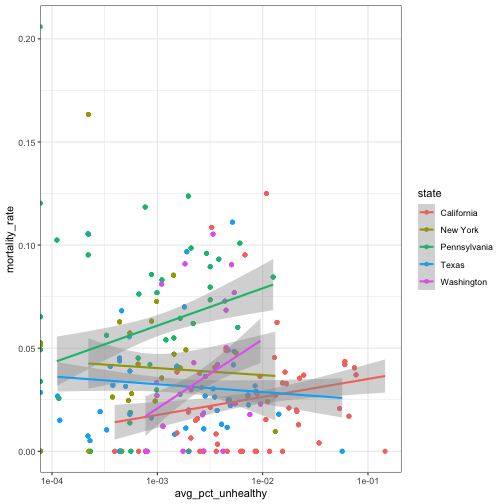 0.20
0.15
0.10
0.05
0.00
mortality_rate
1e-04 1e-03 1e-02 1e-01
avg_pct_unhealthy
state
California
New York
Pennsylvania
Texas
Washington